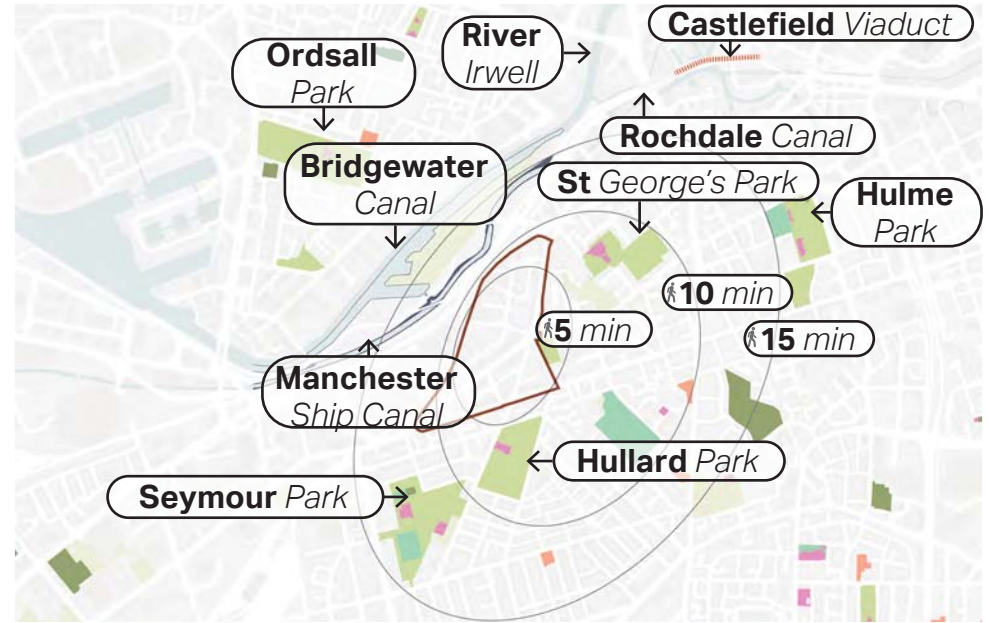 Castlefield Viaduct
River
Irwell
Ordsall
Park
Rochdale Canal
Bridgewater
Canal
St George's Park
Hulme
Park
10 min
5 min
15 min
Manchester
Ship Canal
Hullard Park
Seymour Park